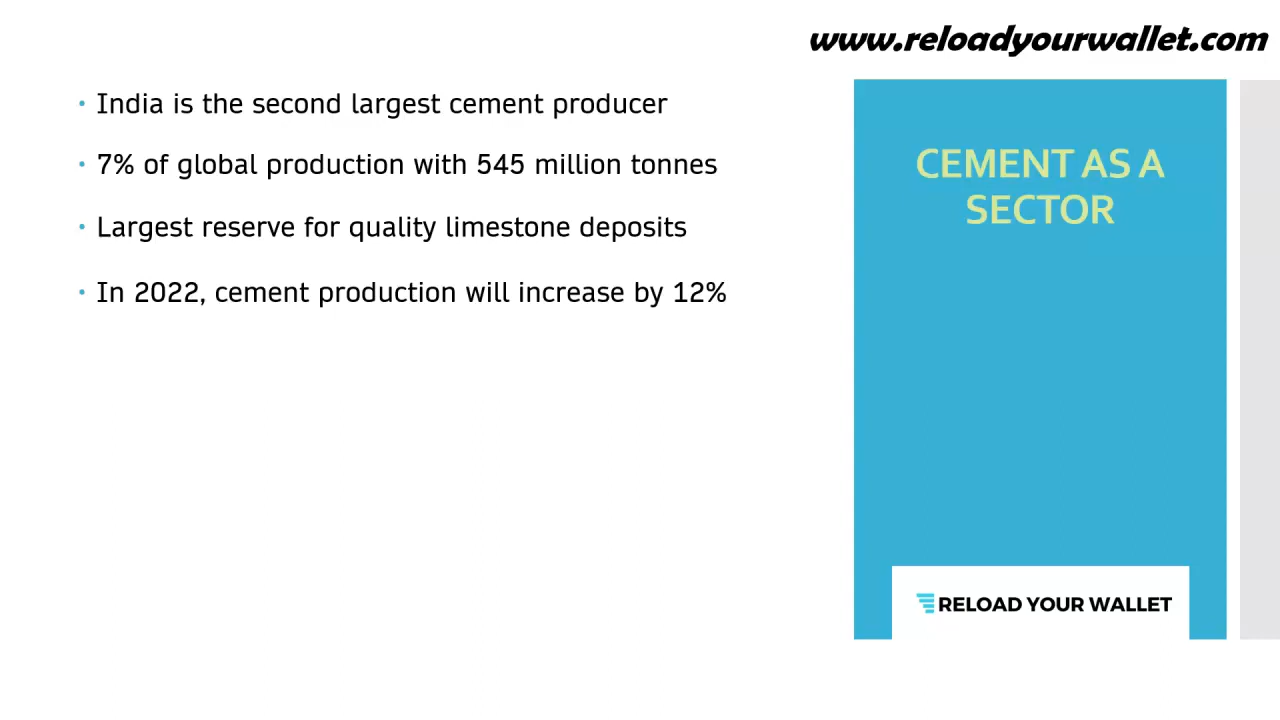 www.reloadyourwallet.com
• India is the second largest cement producer
• 7% of global production with 545 million tonnes
• Largest reserve for quality limestone deposits
• In 2022, cement production will increase by 12%
CEMENT AS A
SECTOR
RELOAD YOUR WALLET